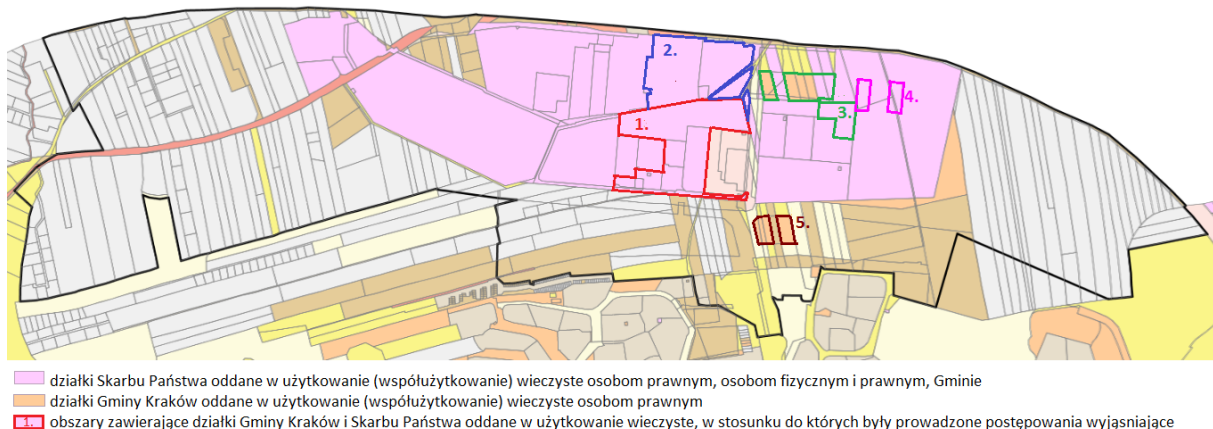 2.
1.
3.
4.
5.
działki Skarbu Państwa oddane w użytkowanie (współużytkowanie) wieczyste osobom prawnym, osobom fizycznym i prawnym, Gminie
działki Gminy Kraków oddane w użytkowanie (współużytkowanie) wieczyste osobom prawnym
1. obszary zawierające działki Gminy Kraków i Skarbu Państwa oddane w użytkowanie wieczyste, w stosunku do których były prowadzone postępowania wyjaśniające